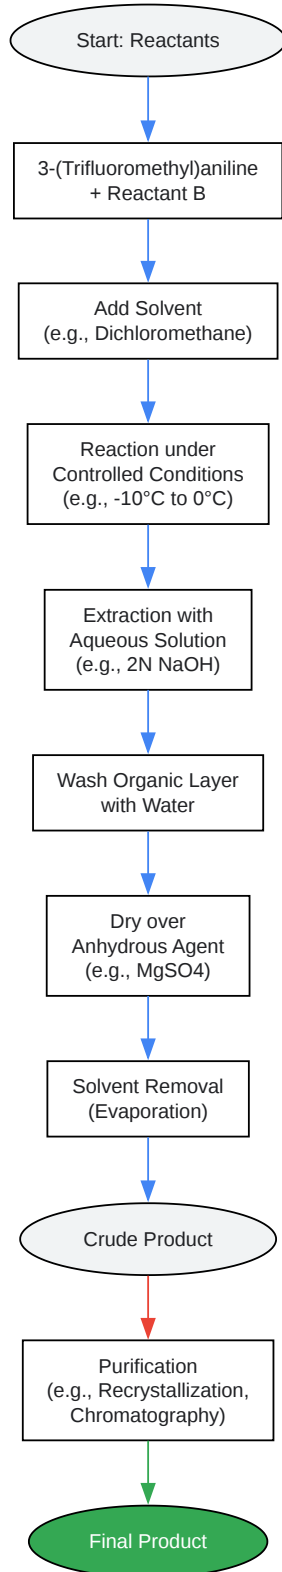 Start: Reactants
3-(Trifluoromethyl)aniline
+ Reactant B
Add Solvent
(e.g., Dichloromethane)
Reaction under
Controlled Conditions
(e.g., -10°C to 0°C)
Extraction with
Aqueous Solution
(e.g., 2N NaOH)
Wash Organic Layer
with Water
Dry over
Anhydrous Agent
(e.g., MgSO4)
Solvent Removal
(Evaporation)
Crude Product
Purification
(e.g., Recrystallization,
Chromatography)
Final Product